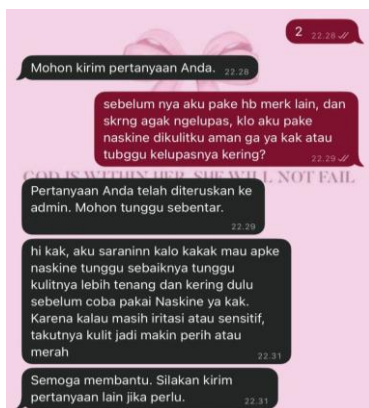 2 22.28
Mohon kirim pertanyaan Anda. 22.28
sebelum nya aku pake hb merk lain, dan
skrng agak ngelupas, klo aku pake
naskine dikulitku aman ga ya kak atau
tubggu kelupasnya kering? 22.29
GOD IS WITHIN HER, SHE WILL NOT FAIL
Pertanyaan Anda telah diteruskan ke
admin. Mohon tunggu sebentar.
22.29
hi kak, aku saraninn kalo kakak mau apke
naskine tunggu sebaiknya tunggu
kulitnya lebih tenang dan kering dulu
sebelum coba pakai Naskine ya kak.
Karena kalau masih iritasi atau sensitif,
takutnya kulit jadi makin perih atau
merah 22.31
Semoga membantu. Silakan kirim
pertanyaan lain jika perlu. 22.31